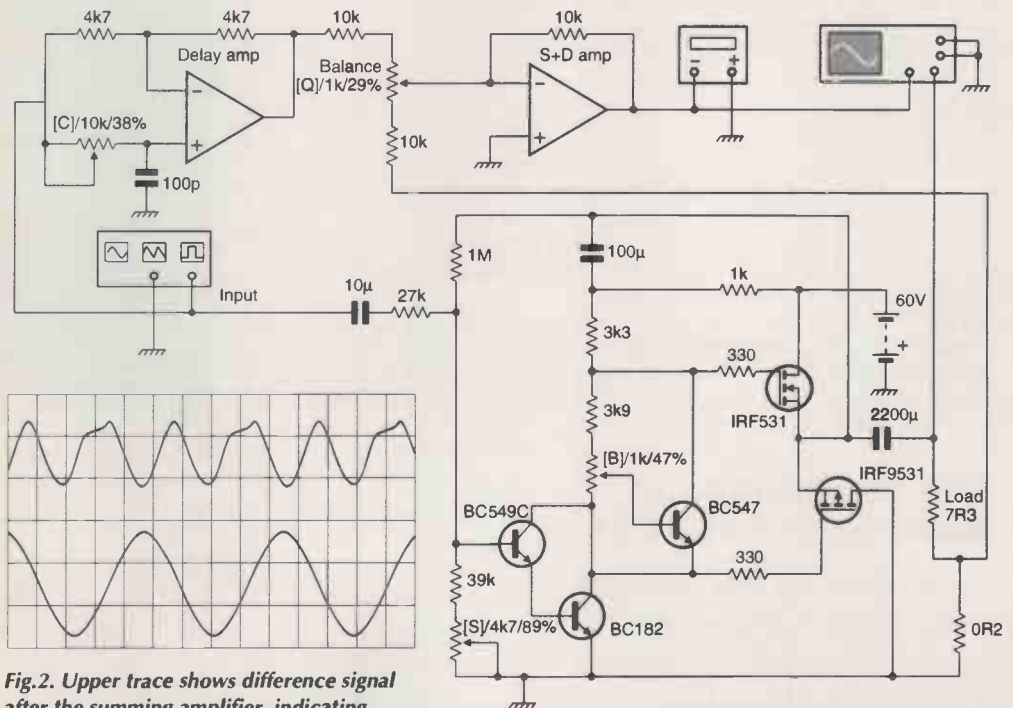 4k7
4k7
10k
10k
Delay amp
S+D amp
Balance
[Q]/1k/29%
−
+
−
+
−
+
[C]/10k/38%
10k
100p
Input
10µ
27k
1M
100µ
1k
60V
+
3k3
330
3k9
IRF531
2200µ
IRF9531
[B]/1k/47%
BC549C
BC547
Load
7R3
39k
330
[S]/4k7/89%
BC182
0R2
Fig.2. Upper trace shows difference signal
after the summing amplifier, indicating